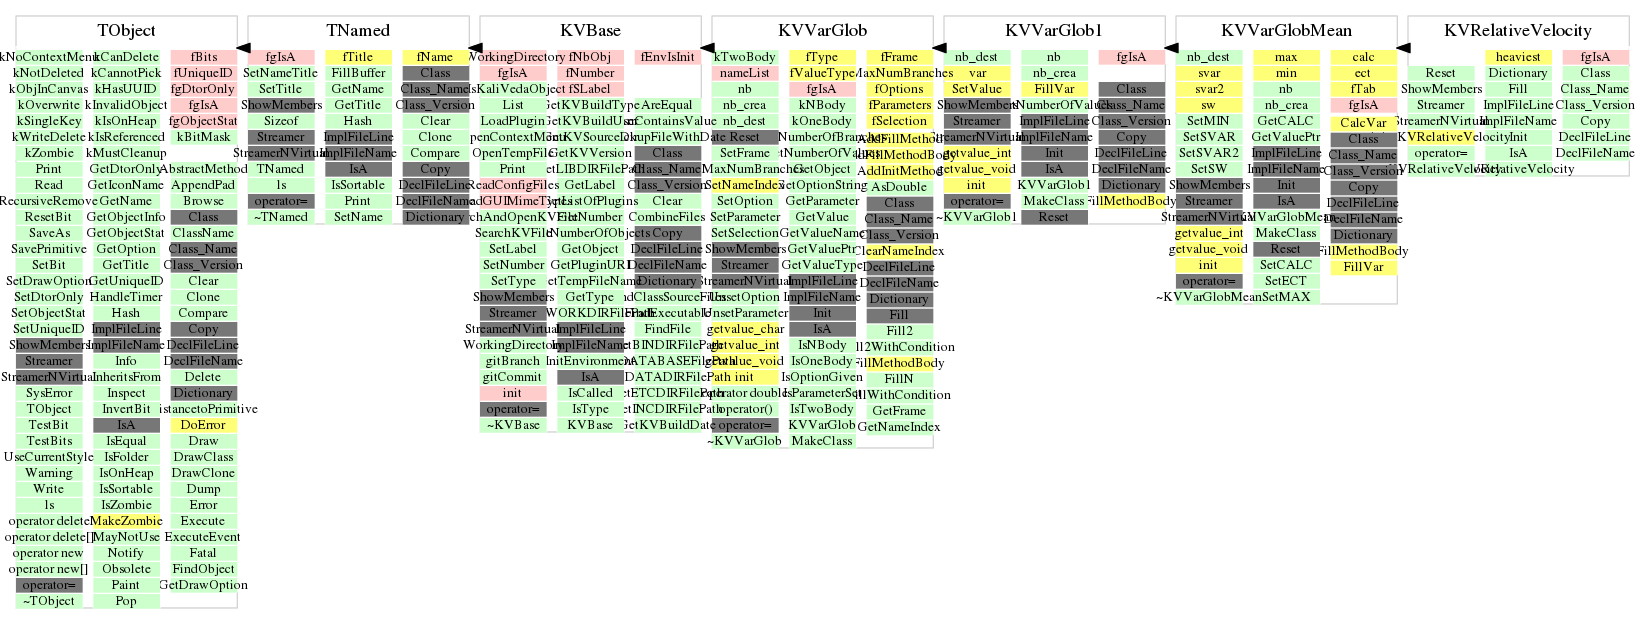 TObject
kNoContextMenu kCanDelete fBits
kNotDeleted kCannotPick fUniqueID
kObjInCanvas kHasUUID fgDtorOnly
kOverwrite kInvalidObject fgIsA
kSingleKey kIsOnHeap fgObjectStat
kWriteDelete kIsReferenced kBitMask
kZombie kMustCleanup
Print GetDtorOnly AbstractMethod
Read GetIconName AppendPad
RecursiveRemove GetName Browse
ResetBit GetObjectInfo Class
SaveAs GetObjectStat ClassName
SavePrimitive GetOption Class_Name
SetBit GetTitle Class_Version
SetDrawOption GetUniqueID Clear
SetDtorOnly HandleTimer Clone
SetObjectStat Hash Compare
SetUniqueID ImplFileLine Copy
ShowMembers ImplFileName DeclFileLine
Streamer Info DeclFileName
StreamerNVirtual InheritsFrom Delete
SysError Inspect Dictionary
TObject InvertBit istancetoPrimitive
TestBit IsA DoError
TestBits IsEqual Draw
UseCurrentStyle IsFolder DrawClass
Warning IsOnHeap DrawClone
Write IsSortable Dump
ls IsZombie Error
operator delete MakeZombie Execute
operator delete[] MayNotUse ExecuteEvent
operator new Notify Fatal
operator new[] Obsolete FindObject
operator= Paint GetDrawOption
~TObject Pop
TNamed
fgIsA fTitle fName
SetNameTitle FillBuffer Class
SetTitle GetName Class_Name
ShowMembers GetTitle Class_Version
Sizeof Hash Clear
Streamer ImplFileLine Clone
StreamerNVirtual ImplFileName Compare
TNamed IsA Copy
ls IsSortable DeclFileLine
operator= Print DeclFileName
~TNamed SetName Dictionary
KVBase
WorkingDirectory fNbObj fEnvIsInit
fgIsA fNumber
IsKaliVedaObject fSLabel
List GetKVBuildType AreEqual
LoadPlugin GetKVBuildUser ContainsValue
OpenContextMenu GetKVSourceDir BackupFileWithDate
OpenTempFile GetKVVersion Class
Print GetLIBDIRFilePath Class_Name
ReadConfigFiles GetLabel Class_Version
ReadGUIMimeTypes GetListOfPlugins Clear
SearchAndOpenKVFile GetNumber CombineFiles
SearchKVFile GetNumberOfObjects Copy
SetLabel GetObject DeclFileLine
SetNumber GetPluginURI DeclFileName
SetType GetTempFileName Dictionary
ShowMembers GetType FindClassSourceFiles
Streamer GetWORKDIRFilePath FindExecutable
StreamerNVirtual ImplFileLine FindFile
WorkingDirectory ImplFileName GetBINDIRFilePath
gitBranch InitEnvironment GetDATABASEFilePath
gitCommit IsA GetDATADIRFilePath
init IsCalled GetETCDIRFilePath
operator= IsType GetINCDIRFilePath
~KVBase KVBase GetKVBuildDate
KVVarGlob
kTwoBody fType fFrame
nameList fValueType MaxNumBranches
nb fgIsA fOptions
nb_crea kNBody fParameters
nb_dest kOneBody fSelection
Reset GetNumberOfBranches AddFillMethod
SetFrame GetNumberOfValues AddFillMethodBody
SetMaxNumBranches GetObject AddInitMethod
SetNameIndex GetOptionString AsDouble
SetOption GetParameter Class
SetParameter GetValue Class_Name
SetSelection GetValueName Class_Version
ShowMembers GetValuePtr ClearNameIndex
Streamer GetValueType DeclFileLine
StreamerNVirtual ImplFileLine DeclFileName
UnsetOption ImplFileName Dictionary
UnsetParameter Init Fill
getvalue_char IsA Fill2
getvalue_int IsNBody Fill2WithCondition
getvalue_void IsOneBody FillMethodBody
init IsOptionGiven FillN
operator double IsParameterSet FillWithCondition
operator() IsTwoBody GetFrame
operator= KVVarGlob GetNameIndex
~KVVarGlob MakeClass
KVVarGlob1
nb_dest nb fgIsA
var nb_crea
SetValue FillVar Class
ShowMembers GetNumberOfValues Class_Name
Streamer ImplFileLine Class_Version
StreamerNVirtual ImplFileName Copy
getvalue_int Init DeclFileLine
getvalue_void IsA DeclFileName
init KVVarGlob1 Dictionary
operator= MakeClass FillMethodBody
~KVVarGlob1 Reset
KVVarGlobMean
nb_dest max calc
svar min ect
svar2 nb fTab
sw nb_crea fgIsA
SetMIN GetCALC CalcVar
SetSVAR GetValuePtr Class
SetSVAR2 ImplFileLine Class_Name
SetSW ImplFileName Class_Version
ShowMembers Init Copy
Streamer IsA DeclFileLine
StreamerNVirtual KVVarGlobMean DeclFileName
getvalue_int MakeClass Dictionary
getvalue_void Reset FillMethodBody
init SetCALC FillVar
operator= SetECT
~KVVarGlobMean SetMAX
KVRelativeVelocity
heaviest fgIsA
Reset Dictionary Class
ShowMembers Fill Class_Name
Streamer ImplFileLine Class_Version
StreamerNVirtual ImplFileName Copy
KVRelativeVelocity Init DeclFileLine
operator= IsA DeclFileName
~KVRelativeVelocity KVRelativeVelocity